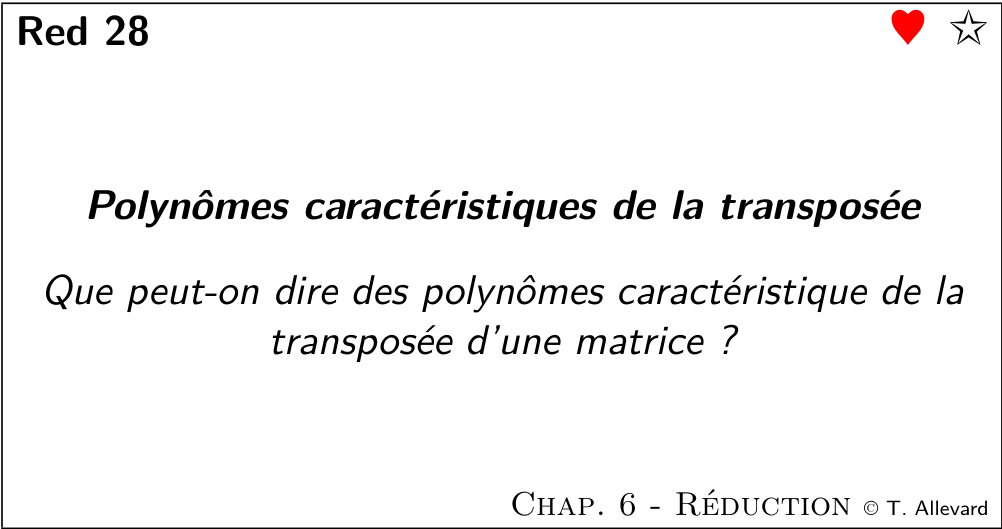 Red 28
Polynômes caractéristiques de la transposée
Que peut-on dire des polynômes caractéristique de la
transposée d'une matrice ?
Chap. 6 - Réduction © T. Allevard